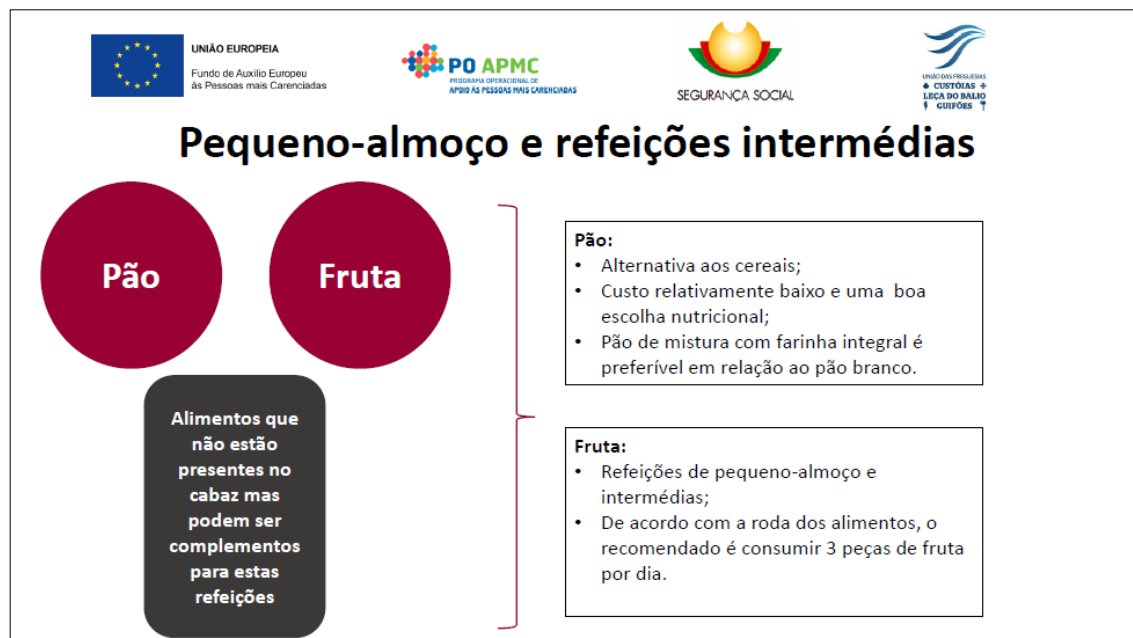 UNIÃO EUROPEIA
Fundo de Auxílio Europeu
às Pessoas mais Carenciadas
PO APMC
PROGRAMA OPERACIONAL DE
APOIO ÀS PESSOAS MAIS CARENCIADAS
SEGURANÇA SOCIAL
UNIÃO DAS FREGUESIAS
CUSTÓIAS
LEÇA DO BALIO
GUIFÕES
Pequeno-almoço e refeições intermédias
Pão
Fruta
Alimentos que
não estão
presentes no
cabaz mas
podem ser
complementos
para estas
refeições
Pão:
• Alternativa aos cereais;
• Custo relativamente baixo e uma boa
escolha nutricional;
• Pão de mistura com farinha integral é
preferível em relação ao pão branco.
Fruta:
• Refeições de pequeno-almoço e
intermédias;
• De acordo com a roda dos alimentos, o
recomendado é consumir 3 peças de fruta
por dia.